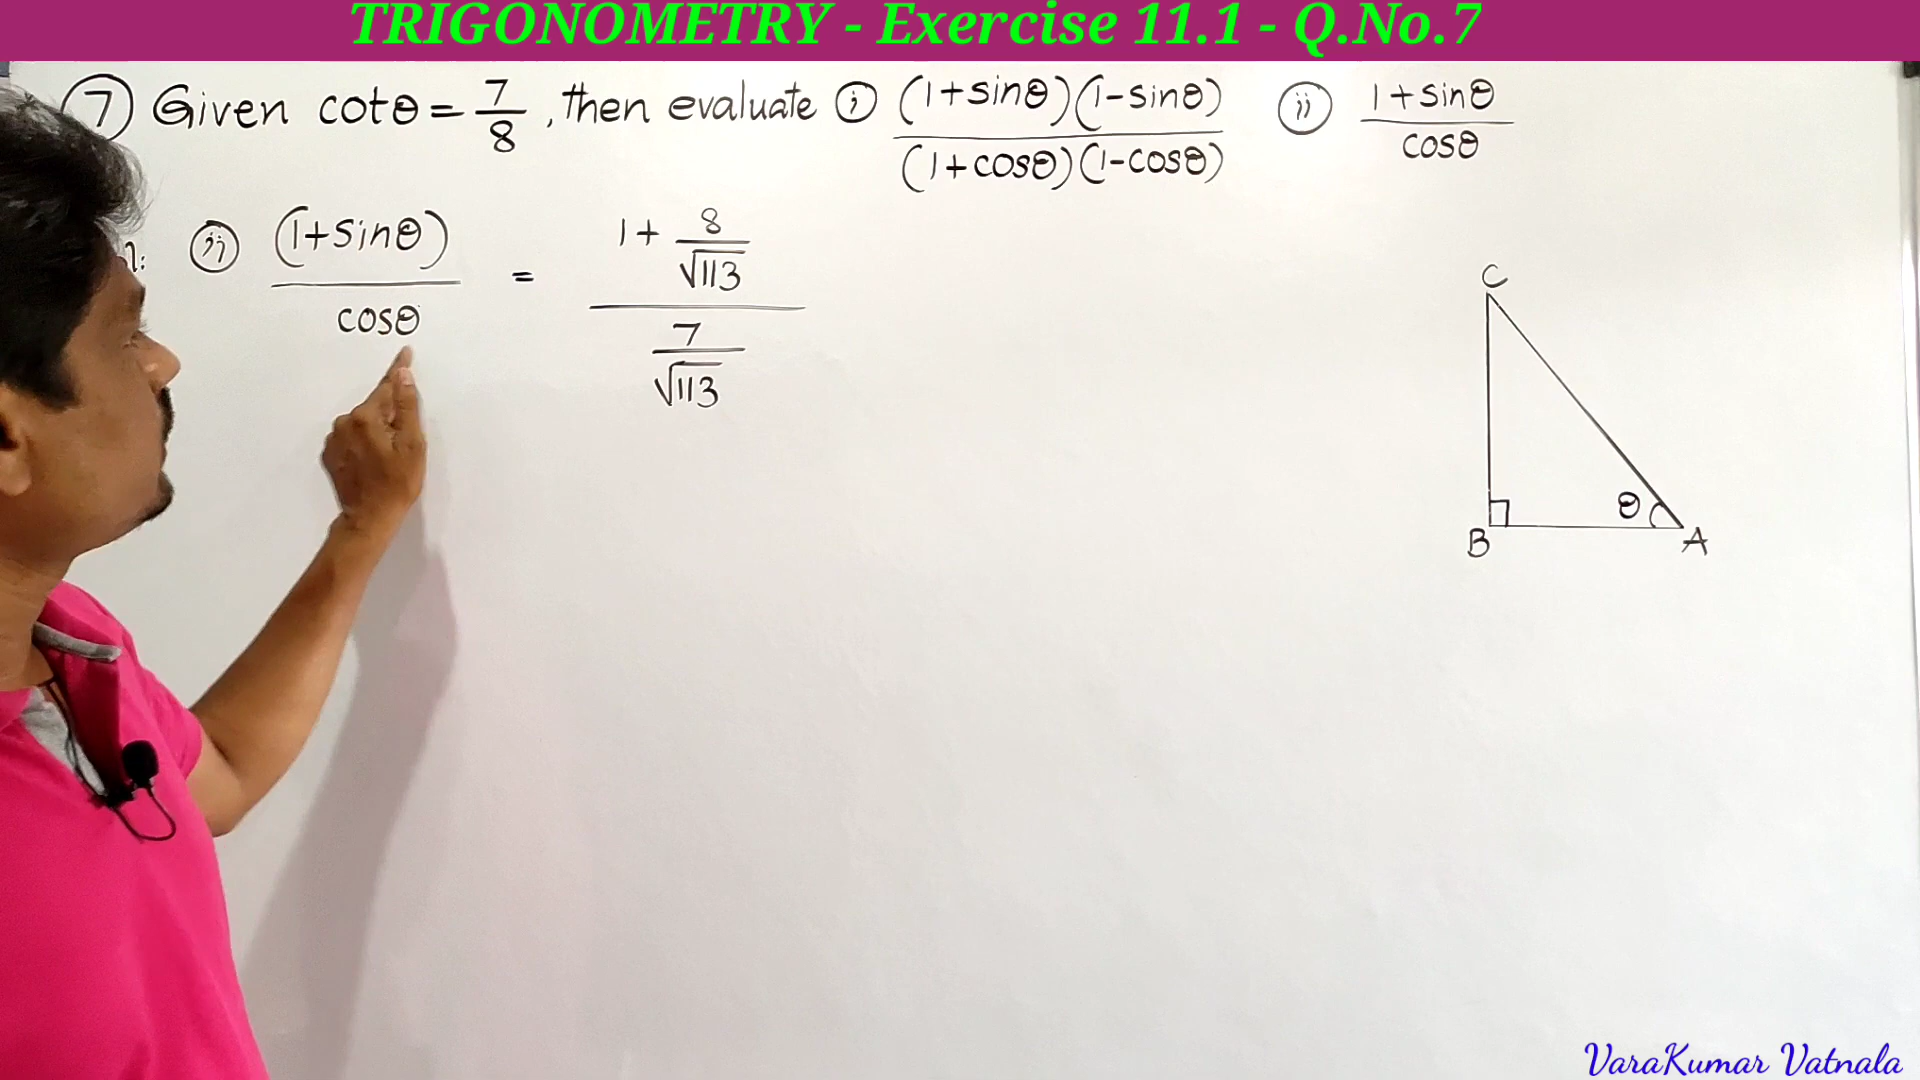 TRIGONOMETRY - Exercise 11.1 - Q.No.7
7 Given cotθ = 7/8, then evaluate i (1+sinθ)(1-sinθ)/(1+cosθ)(1-cosθ) ii 1+sinθ/cosθ
ii (1+sinθ)/cosθ = 1+ 8/√113 / 7/√113
C
θ
B A
VaraKumar Vatnala